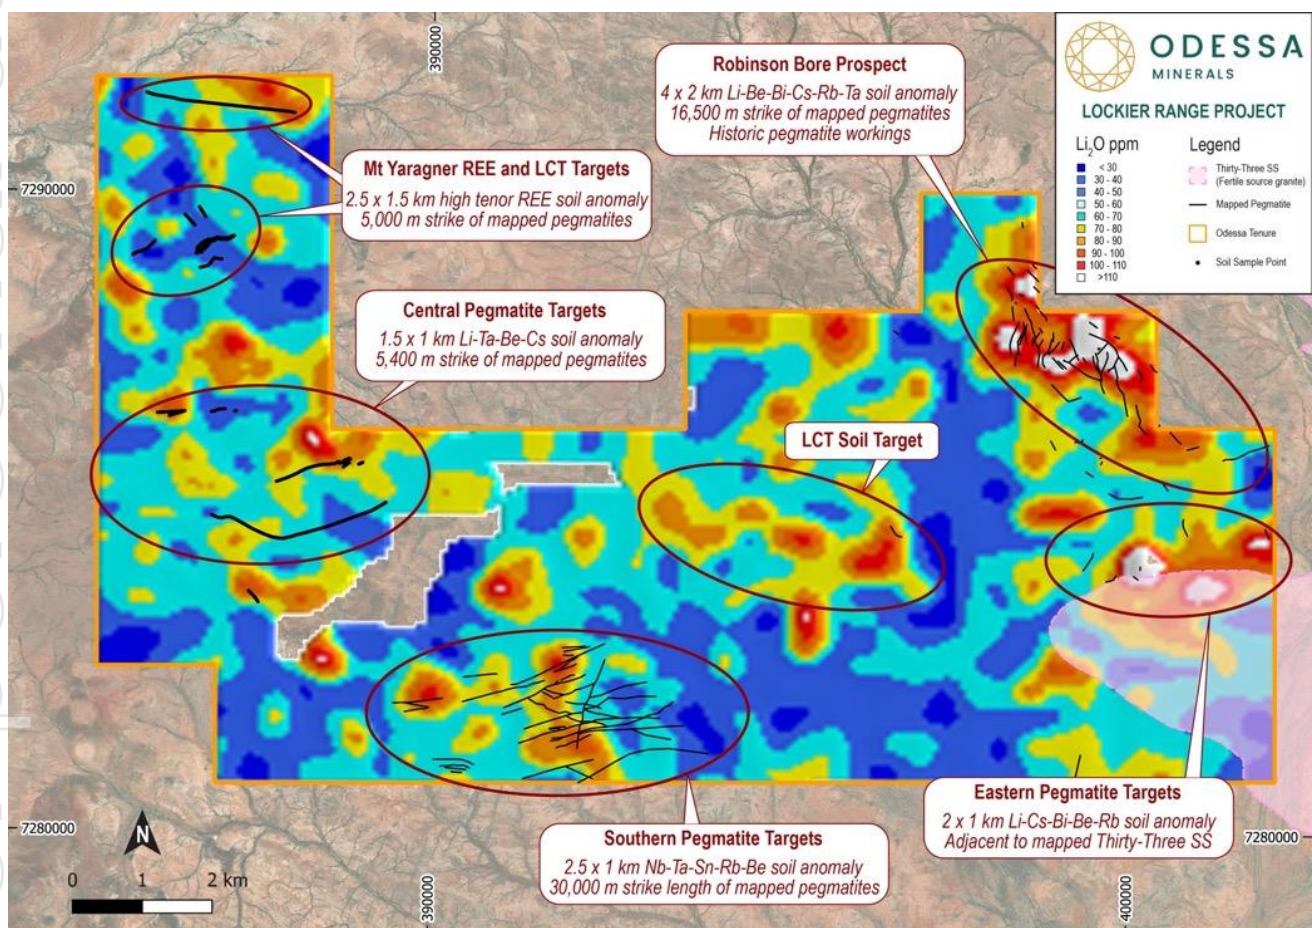 390000
ODESSA
MINERALS
LOCKIER RANGE PROJECT
Li2O ppm
< 30
30 - 40
40 - 50
50 - 60
60 - 70
70 - 80
80 - 90
90 - 100
100 - 110
>110
Legend
Thirty-Three SS
(Fertile source granite)
Mapped Pegmatite
Odessa Tenure
Soil Sample Point
Robinson Bore Prospect
4 x 2 km Li-Be-Bi-Cs-Rb-Ta soil anomaly
16,500 m strike of mapped pegmatites
Historic pegmatite workings
Mt Yaragner REE and LCT Targets
2.5 x 1.5 km high tenor REE soil anomaly
5,000 m strike of mapped pegmatites
7290000
Central Pegmatite Targets
1.5 x 1 km Li-Ta-Be-Cs soil anomaly
5,400 m strike of mapped pegmatites
LCT Soil Target
Eastern Pegmatite Targets
2 x 1 km Li-Cs-Bi-Be-Rb soil anomaly
Adjacent to mapped Thirty-Three SS
Southern Pegmatite Targets
2.5 x 1 km Nb-Ta-Sn-Rb-Be soil anomaly
30,000 m strike length of mapped pegmatites
7280000
7280000
N
0 1 2 km
390000
400000